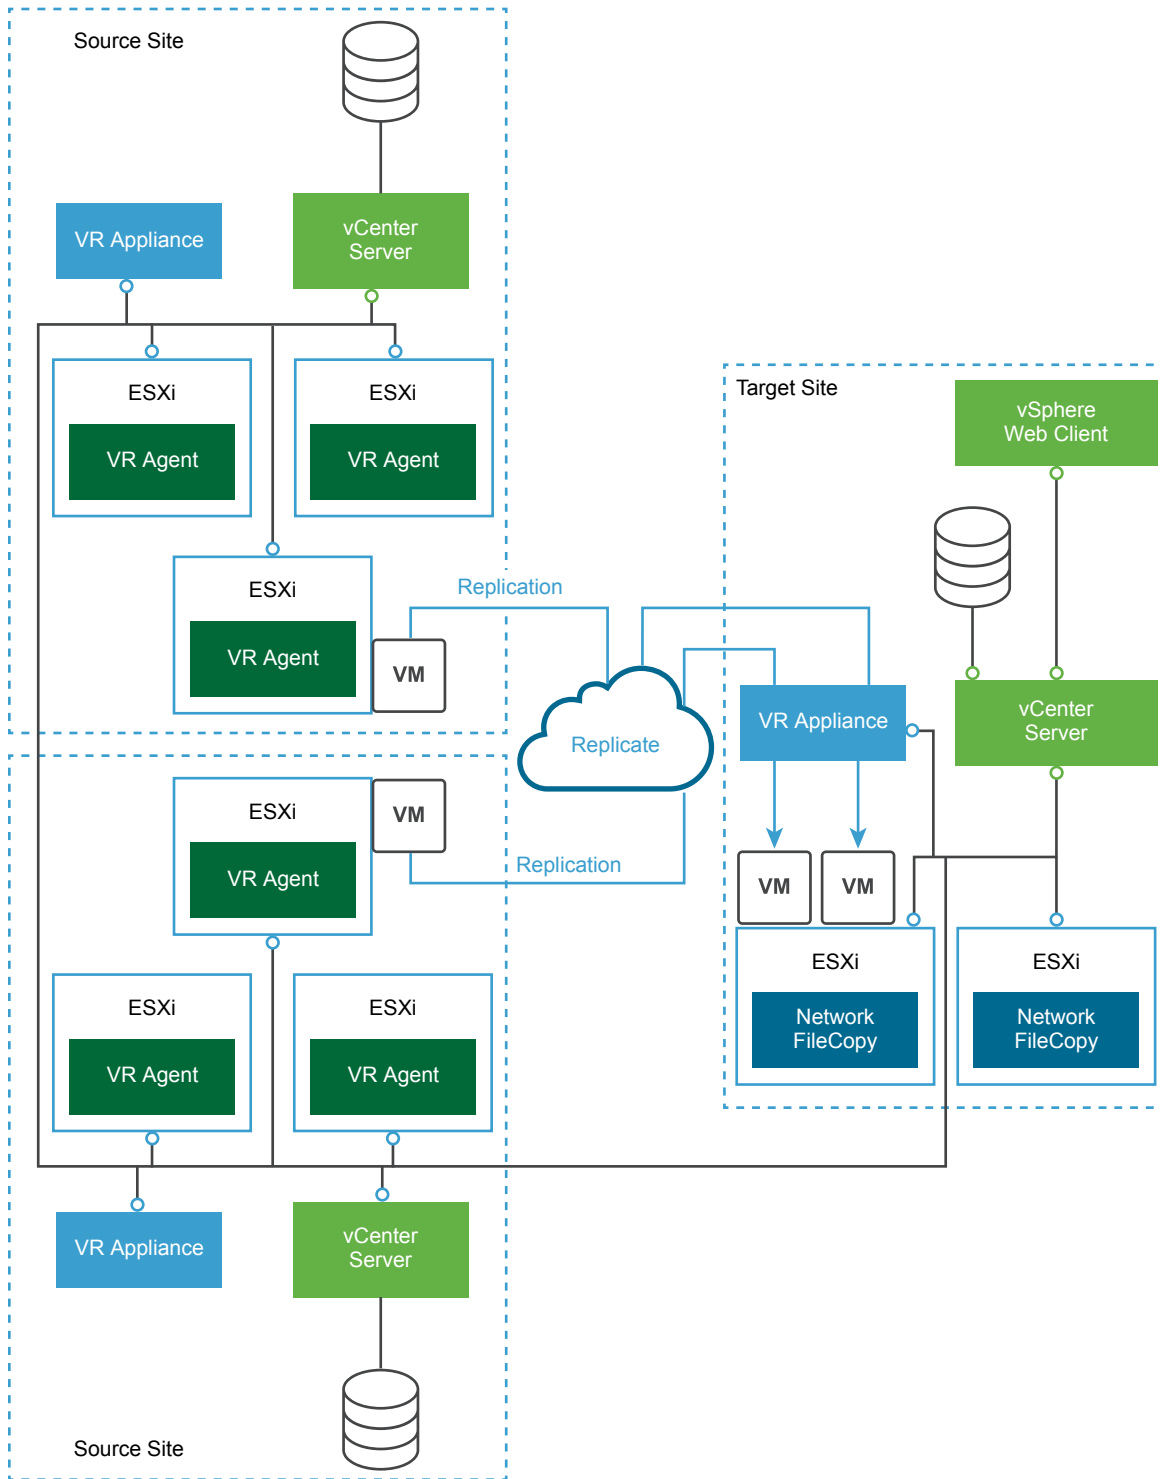 Source Site
VR Appliance
vCenter
Server
ESXi
VR Agent
ESXi
VR Agent
ESXi
VR Agent
VM
Replication
Replicate
Replication
ESXi
VR Agent
VM
ESXi
VR Agent
ESXi
VR Agent
VR Appliance
vCenter
Server
Source Site
Target Site
vSphere
Web Client
VR Appliance
vCenter
Server
VM
VM
ESXi
Network
FileCopy
ESXi
Network
FileCopy